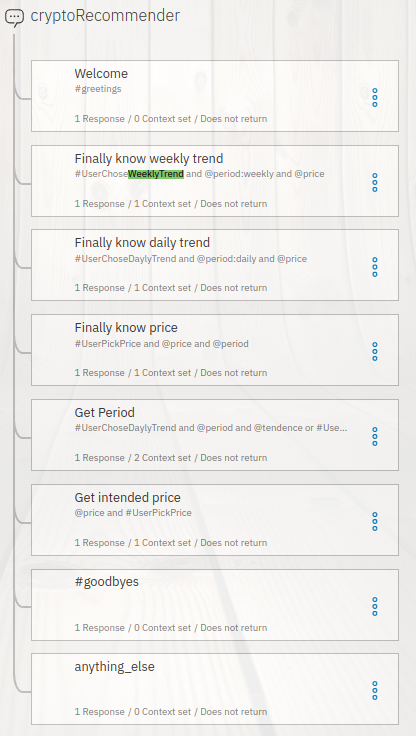 cryptoRecommender
Welcome
#greetings
1 Response / 0 Context set / Does not return
Finally know weekly trend
#UserChoseWeeklyTrend and @period:weekly and @price
1 Response / 1 Context set / Does not return
Finally know daily trend
#UserChoseDaylyTrend and @period:daily and @price
1 Response / 1 Context set / Does not return
Finally know price
#UserPickPrice and @price and @period
1 Response / 1 Context set / Does not return
Get Period
#UserChoseDaylyTrend and @period and @tendence or #Use...
1 Response / 2 Context set / Does not return
Get intended price
@price and #UserPickPrice
1 Response / 1 Context set / Does not return
#goodbyes
1 Response / 0 Context set / Does not return
anything_else
1 Response / 0 Context set / Does not return